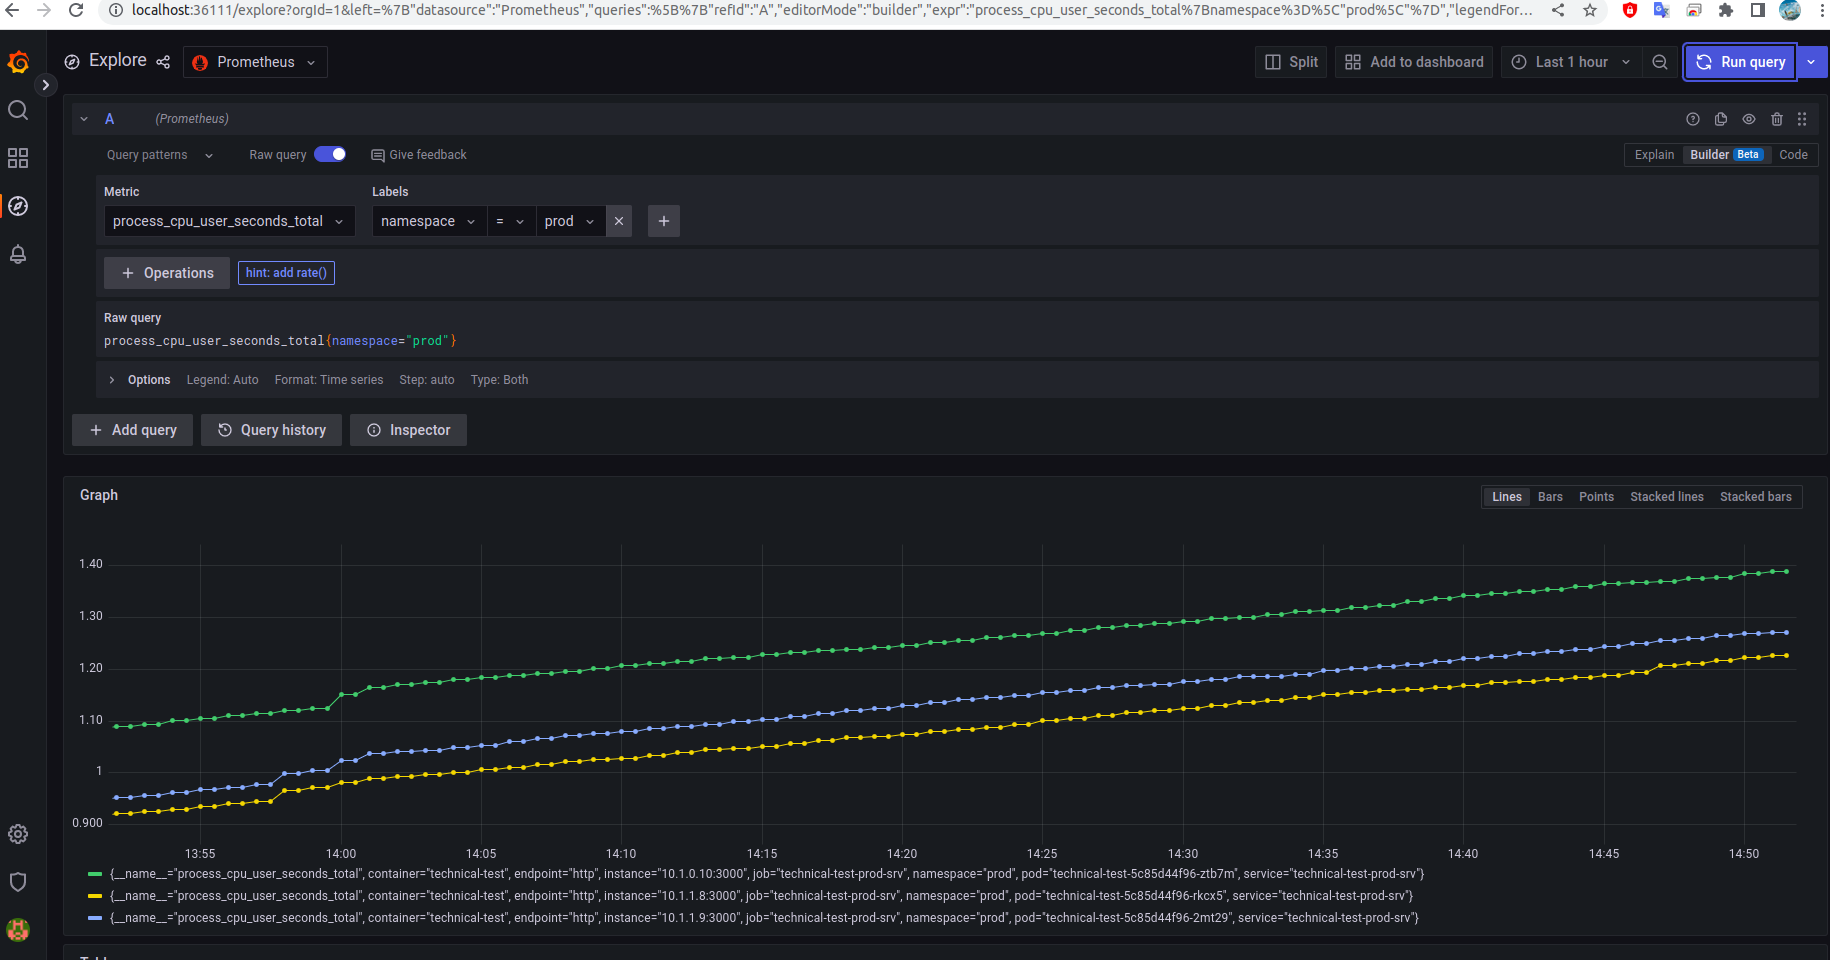 localhost:36111/explore?orgId=1&left=%7B"datasource":"Prometheus","queries":%5B%7B"refId":"A","editorMode":"builder","expr":"process_cpu_user_seconds_total%7Bnamespace%3D%5C"prod%5C"%7D","legendFor...
Explore Prometheus Split Add to dashboard Last 1 hour Run query
A (Prometheus)
Query patterns Raw query Give feedback Explain Builder Beta Code
Metric Labels
process_cpu_user_seconds_total namespace = prod
+ Operations hint: add rate()
Raw query
process_cpu_user_seconds_total{namespace="prod"}
Options Legend: Auto Format: Time series Step: auto Type: Both
+ Add query Query history Inspector
Graph Lines Bars Points Stacked lines Stacked bars
1.40
1.30
1.20
1.10
1
0.900
13:55 14:00 14:05 14:10 14:15 14:20 14:25 14:30 14:35 14:40 14:45 14:50
{__name__="process_cpu_user_seconds_total", container="technical-test", endpoint="http", instance="10.1.0.10:3000", job="technical-test-prod-srv", namespace="prod", pod="technical-test-5c85d44f96-ztb7m", service="technical-test-prod-srv"}
{__name__="process_cpu_user_seconds_total", container="technical-test", endpoint="http", instance="10.1.1.8:3000", job="technical-test-prod-srv", namespace="prod", pod="technical-test-5c85d44f96-rkcx5", service="technical-test-prod-srv"}
{__name__="process_cpu_user_seconds_total", container="technical-test", endpoint="http", instance="10.1.1.9:3000", job="technical-test-prod-srv", namespace="prod", pod="technical-test-5c85d44f96-2mt29", service="technical-test-prod-srv"}